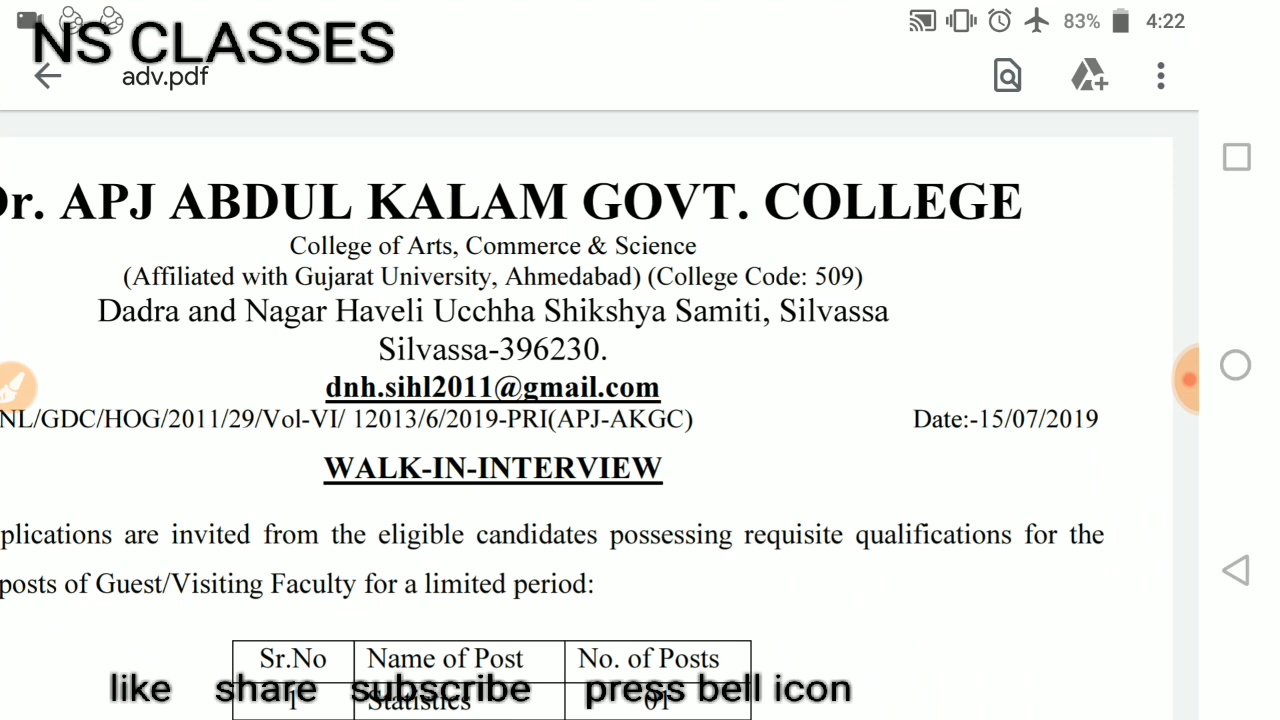 NS CLASSES
83% 4:22
adv.pdf
Dr. APJ ABDUL KALAM GOVT. COLLEGE
College of Arts, Commerce & Science
(Affiliated with Gujarat University, Ahmedabad) (College Code: 509)
Dadra and Nagar Haveli Ucchha Shikshya Samiti, Silvassa
Silvassa-396230.
dnh.sihl2011@gmail.com
NL/GDC/HOG/2011/29/Vol-VI/ 12013/6/2019-PRI(APJ-AKGC) Date:-15/07/2019
WALK-IN-INTERVIEW
plications are invited from the eligible candidates possessing requisite qualifications for the
posts of Guest/Visiting Faculty for a limited period:
Sr.No Name of Post No. of Posts
1 Statistics 01
like share subscribe press bell icon